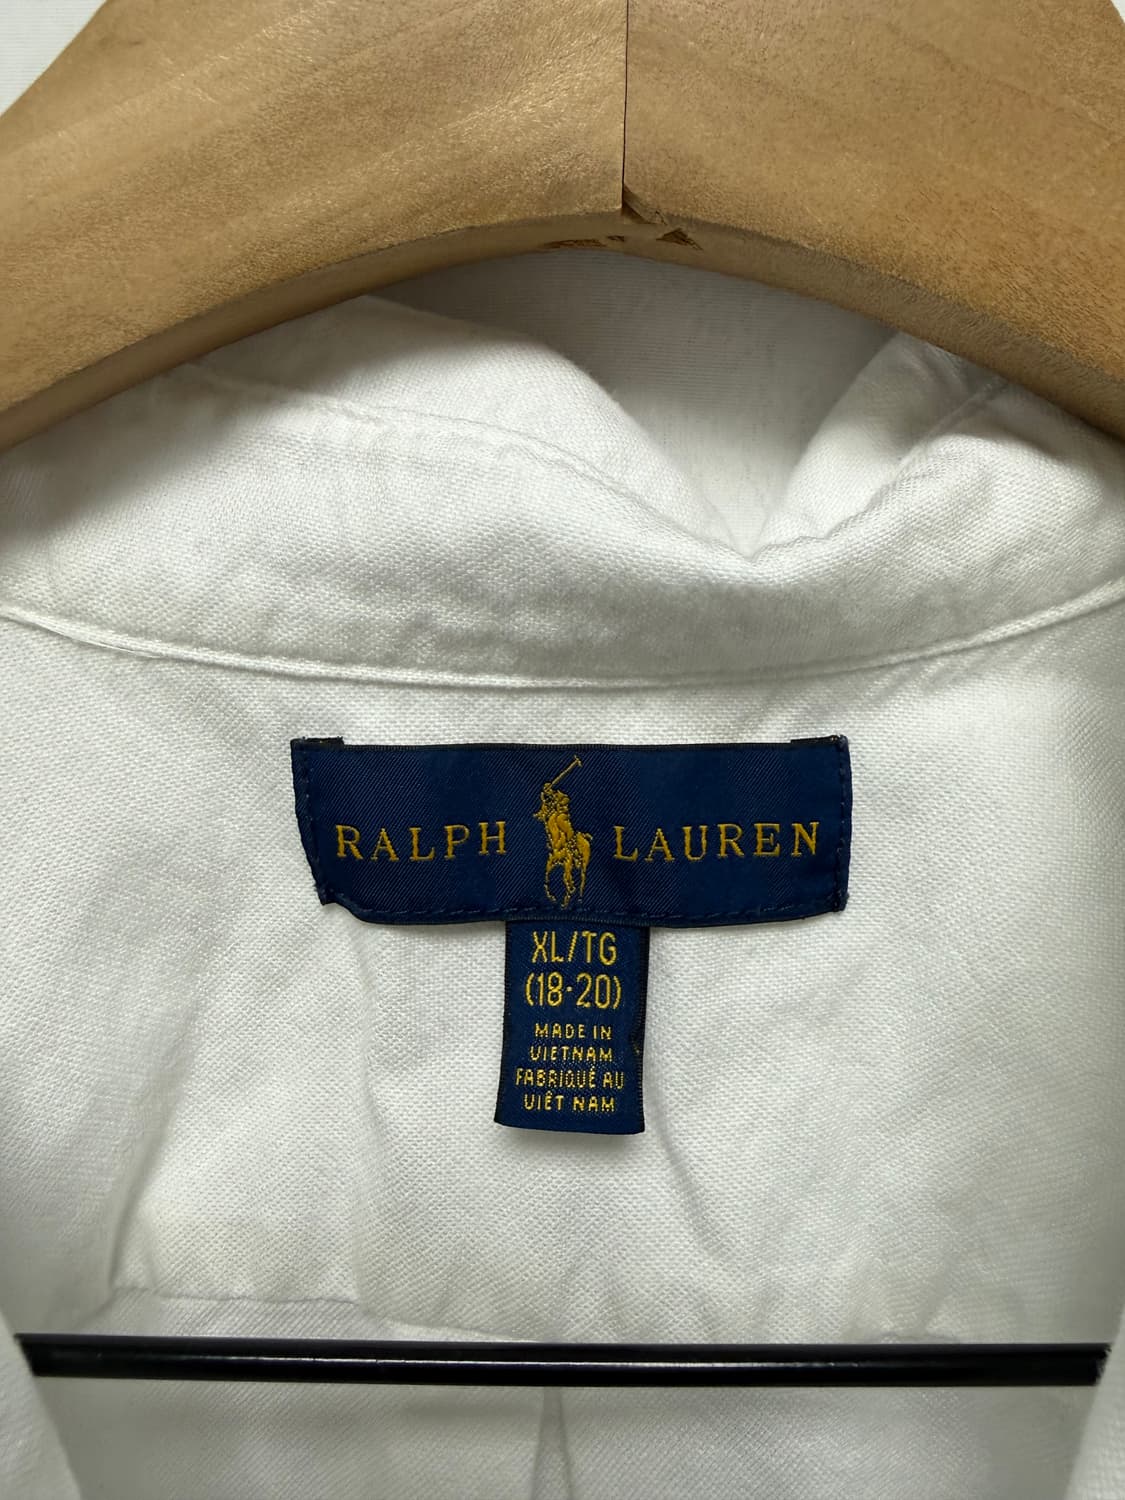 RALPH LAUREN
XL/TG
(18-20)
MADE IN
VIETNAM
FABRIQUÉ AU
VIÊT NAM